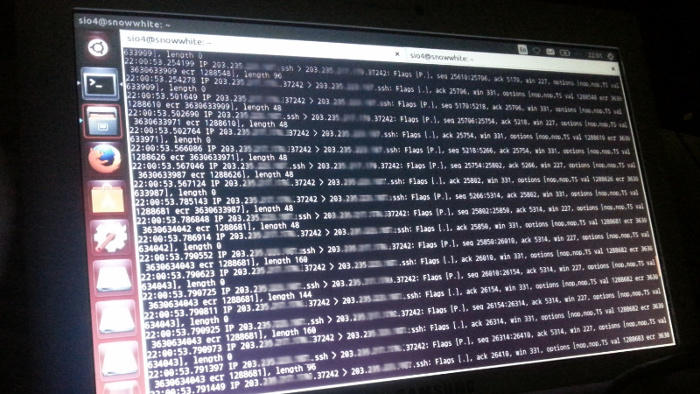 sio4@snowwhite: ~
sio4@snowwhite: ~ × sio4@snowwhite: ~
633909], length 0
22:00:53.254199 IP 203.235 .ssh > 203. .37242: Flags [P.], seq 25610:25706, ack 5170, win 227, options [nop,nop,TS val
3630633971 ecr 1288548], length 96
22:00:53.254278 IP 203.235 .37242 > 203. .ssh: Flags [.], ack 25706, win 331, options [nop,nop,TS val 1288548 ecr 3630
633909], length 0
22:00:53.501649 IP 203.235 .37242 > 203. .ssh: Flags [P.], seq 5170:5218, ack 25706, win 331, options [nop,nop,TS val
1288610 ecr 3630633909], length 48
22:00:53.502690 IP 203.235 .ssh > 203. .37242: Flags [P.], seq 25706:25754, ack 5218, win 227, options [nop,nop,TS val
3630633971 ecr 1288610], length 48
22:00:53.502764 IP 203.235 .37242 > 203. .ssh: Flags [.], ack 25754, win 331, options [nop,nop,TS val 1288610 ecr 3630
633971], length 0
22:00:53.566086 IP 203.235 .37242 > 203. .ssh: Flags [P.], seq 5218:5266, ack 25754, win 331, options [nop,nop,TS val
1288626 ecr 3630633971], length 48
22:00:53.567046 IP 203.235 .ssh > 203. .37242: Flags [P.], seq 25754:25802, ack 5266, win 227, options [nop,nop,TS val
3630633987 ecr 1288626], length 48
22:00:53.567124 IP 203.235 .37242 > 203. .ssh: Flags [.], ack 25802, win 331, options [nop,nop,TS val 1288626 ecr 3630
633987], length 0
22:00:53.785143 IP 203.235 .37242 > 203. .ssh: Flags [P.], seq 5266:5314, ack 25802, win 331, options [nop,nop,TS val
1288681 ecr 3630633987], length 48
22:00:53.786848 IP 203.235 .ssh > 203. .37242: Flags [P.], seq 25802:25850, ack 5314, win 227, options [nop,nop,TS val
3630634042 ecr 1288681], length 48
22:00:53.786914 IP 203.235 .37242 > 203. .ssh: Flags [.], ack 25850, win 331, options [nop,nop,TS val 1288681 ecr 3630
634042], length 0
22:00:53.790552 IP 203.235 .ssh > 203. .37242: Flags [P.], seq 25850:26010, ack 5314, win 227, options [nop,nop,TS val
3630634043 ecr 1288681], length 160
22:00:53.790623 IP 203.235 .37242 > 203. .ssh: Flags [.], ack 26010, win 331, options [nop,nop,TS val 1288682 ecr 3630
634043], length 0
22:00:53.790725 IP 203.235 .ssh > 203. .37242: Flags [P.], seq 26010:26154, ack 5314, win 227, options [nop,nop,TS val
3630634043 ecr 1288681], length 144
22:00:53.790811 IP 203.235 .37242 > 203. .ssh: Flags [.], ack 26154, win 331, options [nop,nop,TS val 1288682 ecr 3630
634043], length 0
22:00:53.790925 IP 203.235 .ssh > 203. .37242: Flags [P.], seq 26154:26314, ack 5314, win 227, options [nop,nop,TS val
3630634043 ecr 1288681], length 160
22:00:53.790973 IP 203.235 .37242 > 203. .ssh: Flags [.], ack 26314, win 331, options [nop,nop,TS val 1288682 ecr 3630
634043], length 0
22:00:53.791397 IP 203.235 .ssh > 203. .37242: Flags [P.], seq 26314:26410, ack 5314, win 227, options [nop,nop,TS val
3630634043 ecr 1288681], length 96
22:00:53.791449 IP 203.235 .37242 > 203. .ssh: Flags [.], ack 26410, win 331, options [nop,nop,TS val 1288683 ecr 3630
SAMSUNG